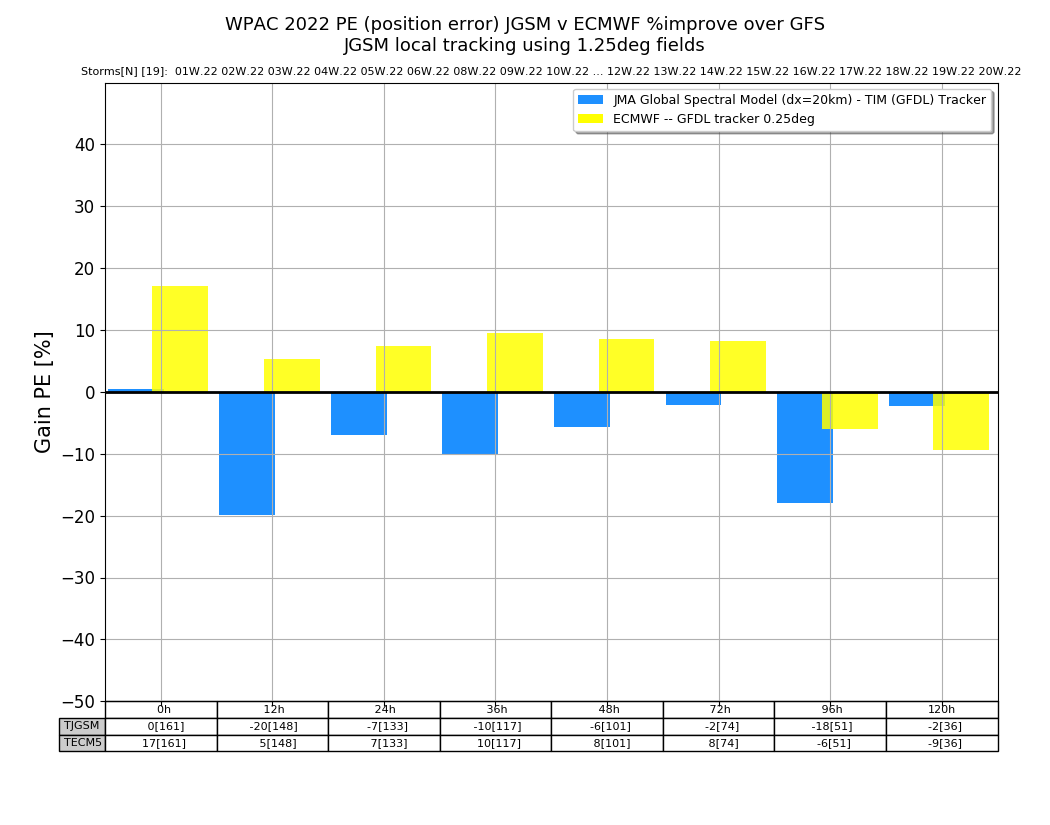 WPAC 2022 PE (position error) JGSM v ECMWF %improve over GFS
JGSM local tracking using 1.25deg fields
Storms[N] [19]: 01W.22 02W.22 03W.22 04W.22 05W.22 06W.22 08W.22 09W.22 10W.22 ... 12W.22 13W.22 14W.22 15W.22 16W.22 17W.22 18W.22 19W.22 20W.22
JMA Global Spectral Model (dx=20km) - TIM (GFDL) Tracker
ECMWF -- GFDL tracker 0.25deg
Gain PE [%]
40
30
20
10
0
−10
−20
−30
−40
−50
0h 12h 24h 36h 48h 72h 96h 120h
TJGSM 0[161] -20[148] -7[133] -10[117] -6[101] -2[74] -18[51] -2[36]
TECM5 17[161] 5[148] 7[133] 10[117] 8[101] 8[74] -6[51] -9[36]